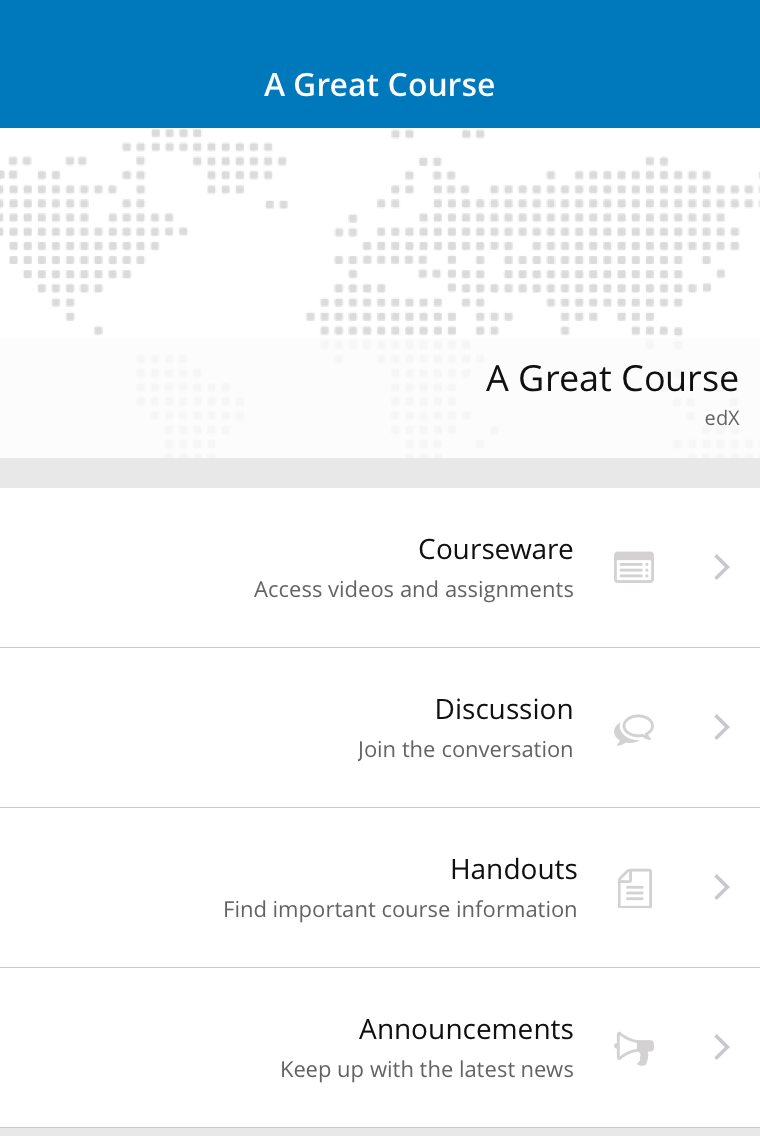 A Great Course
A Great Course
edX
Courseware
Access videos and assignments
Discussion
Join the conversation
Handouts
Find important course information
Announcements
Keep up with the latest news